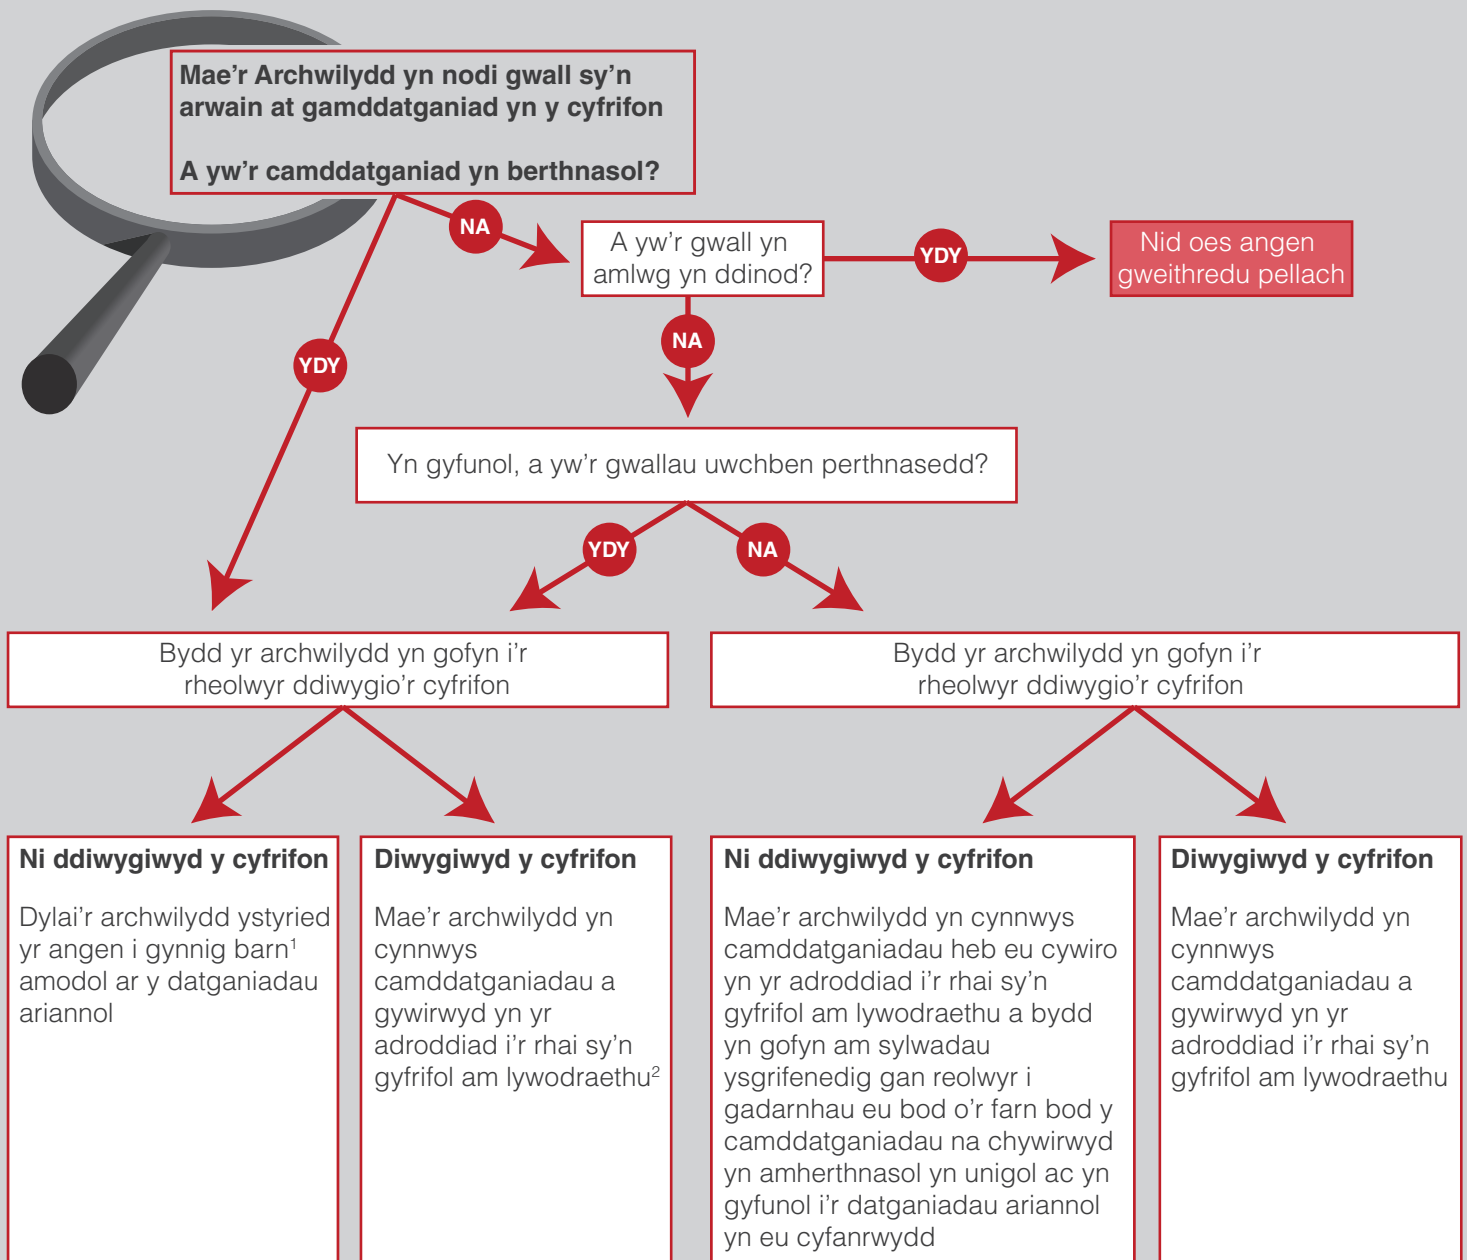 Mae'r Archwilydd yn nodi gwall sy'n
arwain at gamddatganiad yn y cyfrifon
A yw'r camddatganiad yn berthnasol?
NA
A yw'r gwall yn
amlwg yn ddinod?
YDY
Nid oes angen
gweithredu pellach
NA
YDY
Yn gyfunol, a yw'r gwallau uwchben perthnasedd?
YDY
NA
Bydd yr archwilydd yn gofyn i'r
rheolwyr ddiwygio'r cyfrifon
Bydd yr archwilydd yn gofyn i'r
rheolwyr ddiwygio'r cyfrifon
Ni ddiwygiwyd y cyfrifon
Dylai'r archwilydd ystyried
yr angen i gynnig barn¹
amodol ar y datganiadau
ariannol
Diwygiwyd y cyfrifon
Mae'r archwilydd yn
cynnwys
camddatganiadau a
gywirwyd yn yr
adroddiad i'r rhai sy'n
gyfrifol am lywodraethu²
Ni ddiwygiwyd y cyfrifon
Mae'r archwilydd yn cynnwys
camddatganiadau heb eu cywiro
yn yr adroddiad i'r rhai sy'n
gyfrifol am lywodraethu a bydd
yn gofyn am sylwadau
ysgrifenedig gan reolwyr i
gadarnhau eu bod o'r farn bod y
camddatganiadau na chywirwyd
yn amherthnasol yn unigol ac yn
gyfunol i'r datganiadau ariannol
yn eu cyfanrwydd
Diwygiwyd y cyfrifon
Mae'r archwilydd yn
cynnwys
camddatganiadau a
gywirwyd yn yr
adroddiad i'r rhai sy'n
gyfrifol am lywodraethu